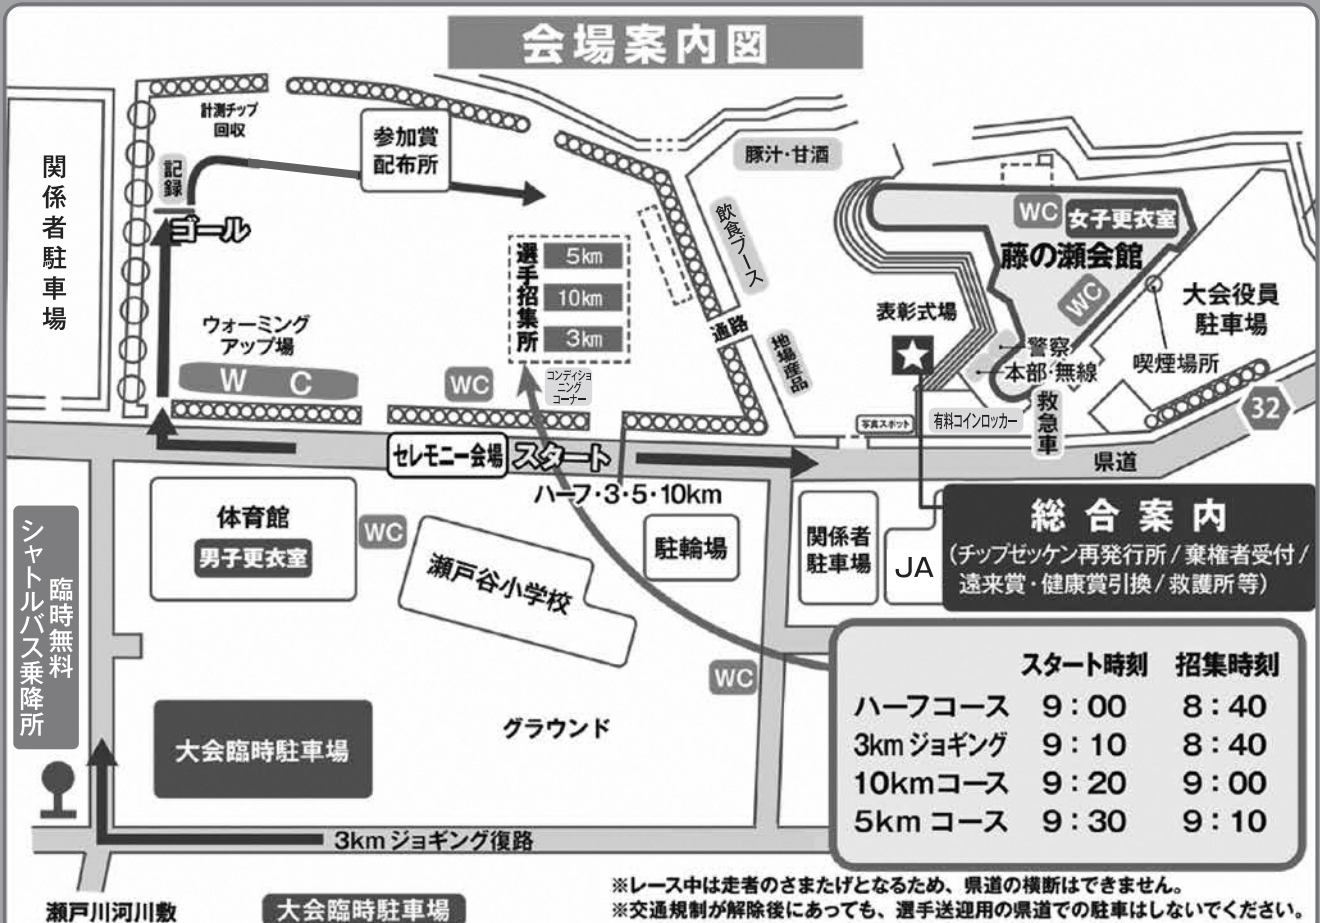 会場案内図
関係者駐車場
計測チップ
回収
記録
ゴール
参加賞
配布所
選手招集所
5km
10km
3km
ウォーミング
アップ場
WC
WC
コンディショ
ニング
コーナー
豚汁・甘酒
飲食ブース
通路
地場産品
WC
女子更衣室
藤の瀬会館
WC
表彰式場
警察
本部・無線
救急車
喫煙場所
大会役員
駐車場
写真スポット
有料コインロッカー
32
県道
セレモニー会場
スタート
ハーフ・3・5・10km
体育館
男子更衣室
WC
瀬戸谷小学校
駐輪場
関係者
駐車場
JA
総合案内
(チップゼッケン再発行所/棄権者受付/
遠来賞・健康賞引換/救護所等)
臨時無料
シャトルバス乗降所
WC
グラウンド
大会臨時駐車場
3kmジョギング復路
スタート時刻 招集時刻
ハーフコース 9:00 8:40
3kmジョギング 9:10 8:40
10kmコース 9:20 9:00
5kmコース 9:30 9:10
瀬戸川河川敷
大会臨時駐車場
※レース中は走者のさまたげとなるため、県道の横断はできません。
※交通規制が解除後にあっても、選手送迎用の県道での駐車はしないでください。